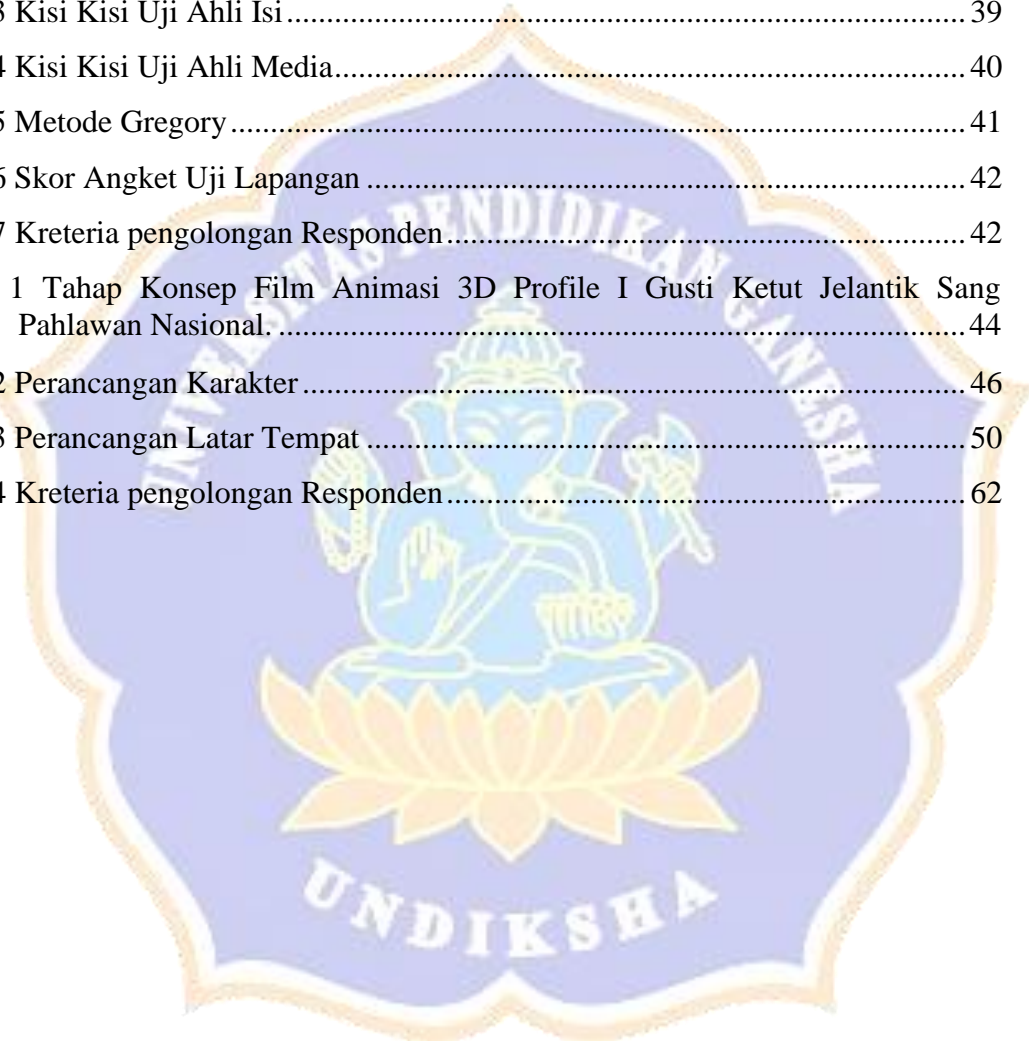 3 Kisi Kisi Uji Ahli Isi.................................................................................... 39
4 Kisi Kisi Uji Ahli Media.............................................................................. 40
5 Metode Gregory........................................................................................... 41
6 Skor Angket Uji Lapangan .......................................................................... 42
7 Kreteria pengolongan Responden................................................................ 42
1 Tahap Konsep Film Animasi 3D Profile I Gusti Ketut Jelantik Sang
Pahlawan Nasional. ..................................................................................... 44
2 Perancangan Karakter.................................................................................. 46
3 Perancangan Latar Tempat .......................................................................... 50
4 Kreteria pengolongan Responden................................................................ 62
UNIVERSITAS PENDIDIKAN GANESHA
UNDIKSHA